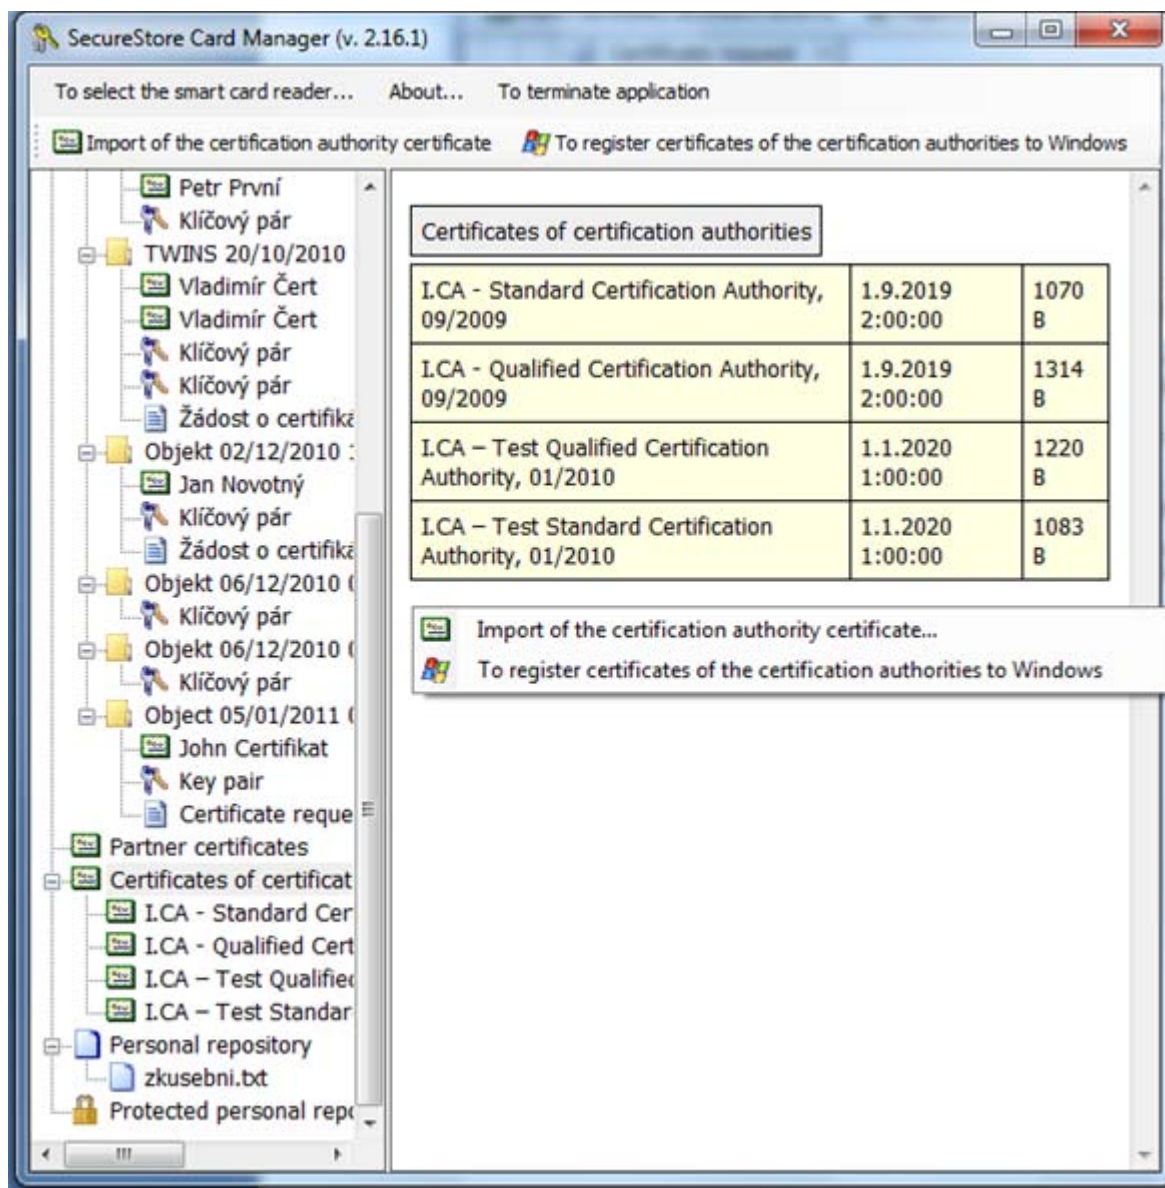 SecureStore Card Manager (v. 2.16.1)
To select the smart card reader... About... To terminate application
Import of the certification authority certificate To register certificates of the certification authorities to Windows
Petr První
Klíčový pár
TWINS 20/10/2010
Vladimír Čert
Vladimír Čert
Klíčový pár
Klíčový pár
Žádost o certifika
Objekt 02/12/2010 1
Jan Novotný
Klíčový pár
Žádost o certifika
Objekt 06/12/2010 0
Klíčový pár
Objekt 06/12/2010 0
Klíčový pár
Object 05/01/2011 0
John Certifikat
Key pair
Certificate reque
Partner certificates
Certificates of certificat
I.CA - Standard Cer
I.CA - Qualified Cert
I.CA – Test Qualified
I.CA – Test Standar
Personal repository
zkusebni.txt
Protected personal repo
Certificates of certification authorities
I.CA - Standard Certification Authority, 1.9.2019 1070
09/2009 2:00:00 B
I.CA - Qualified Certification Authority, 1.9.2019 1314
09/2009 2:00:00 B
I.CA – Test Qualified Certification 1.1.2020 1220
Authority, 01/2010 1:00:00 B
I.CA – Test Standard Certification 1.1.2020 1083
Authority, 01/2010 1:00:00 B
Import of the certification authority certificate...
To register certificates of the certification authorities to Windows